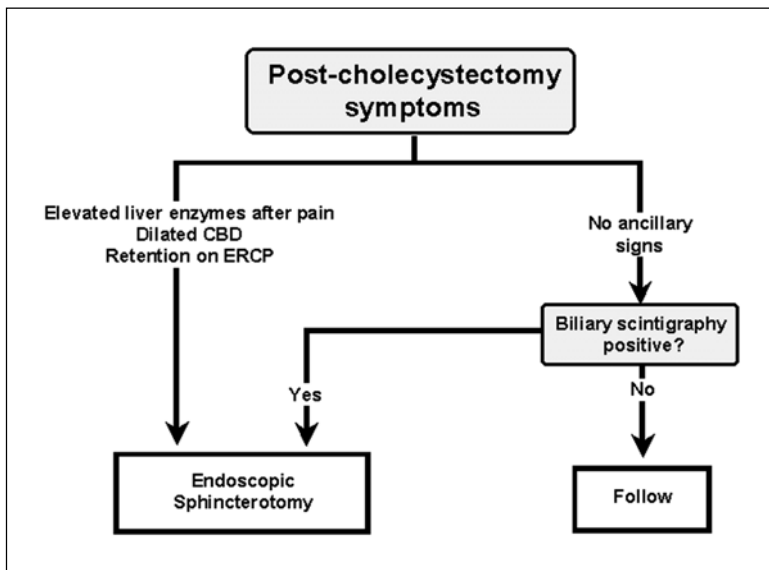 Post-cholecystectomy
symptoms
Elevated liver enzymes after pain
Dilated CBD
Retention on ERCP
No ancillary
signs
Biliary scintigraphy
positive?
Yes
No
Endoscopic
Sphincterotomy
Follow